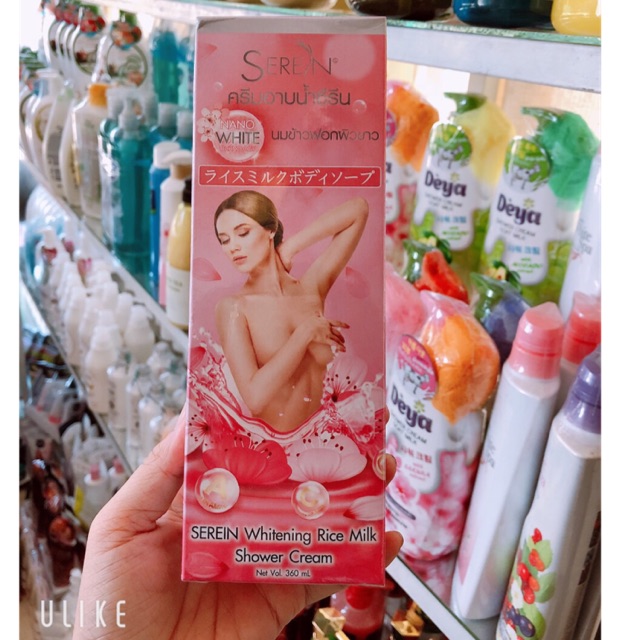 SEREIN®
ครีมอาบน้ำซีรีน
NANO
WHITE
นมข้าวฟอกผิวขาว
ライスミルクボディソープ
SEREIN Whitening Rice Milk
Shower Cream
Net Vol. 360 mL
Deya
Deya
Deya
ULIKE